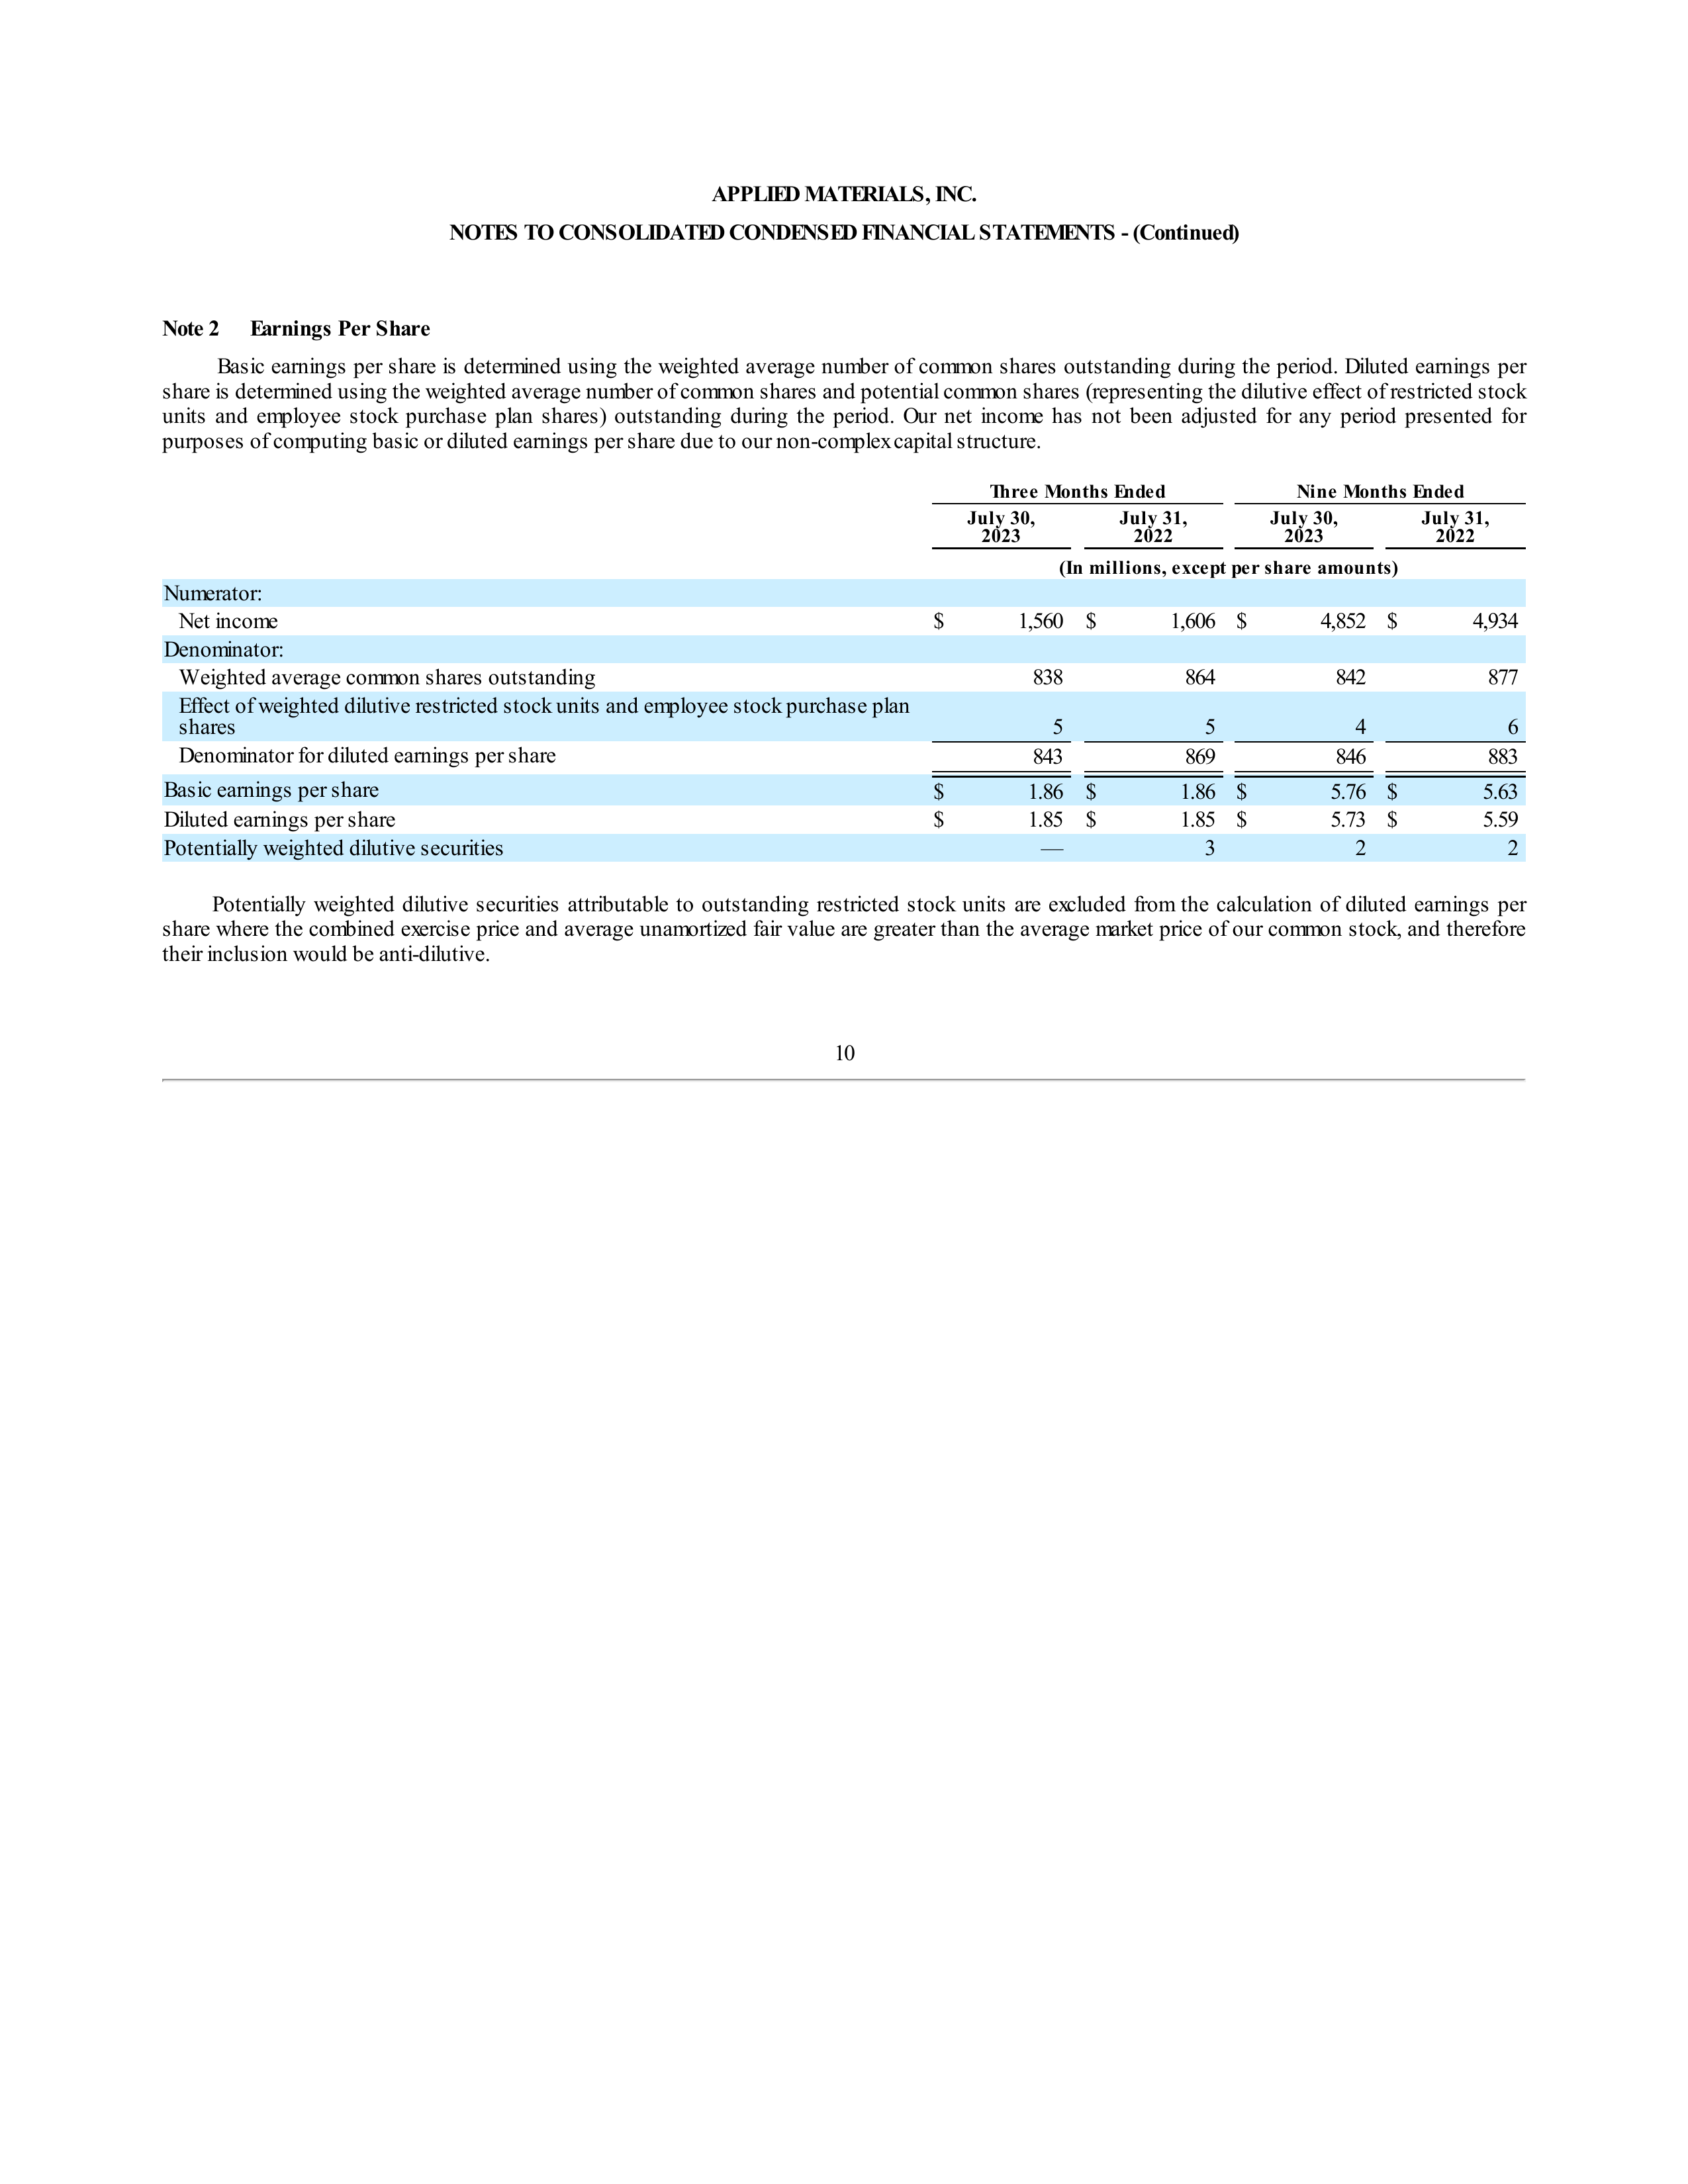 APPLIED MATERIALS, INC.
NOTES TO CONSOLIDATED CONDENSED FINANCIAL STATEMENTS - (Continued)
Note 2 Earnings Per Share
Basic earnings per share is determined using the weighted average number of common shares outstanding during the period. Diluted earnings per
share is determined using the weighted average number of common shares and potential common shares (representing the dilutive effect of restricted stock
units and employee stock purchase plan shares) outstanding during the period. Our net income has not been adjusted for any period presented for
purposes of computing basic or diluted earnings per share due to our non-complex capital structure.
Three Months Ended Nine Months Ended
July 30, July 31, July 30, July 31,
2023 2022 2023 2022
(In millions, except per share amounts)
Numerator:
Net income $ 1,560 $ 1,606 $ 4,852 $ 4,934
Denominator:
Weighted average common shares outstanding 838 864 842 877
Effect of weighted dilutive restricted stock units and employee stock purchase plan
shares 5 5 4 6
Denominator for diluted earnings per share 843 869 846 883
Basic earnings per share $ 1.86 $ 1.86 $ 5.76 $ 5.63
Diluted earnings per share $ 1.85 $ 1.85 $ 5.73 $ 5.59
Potentially weighted dilutive securities — 3 2 2
Potentially weighted dilutive securities attributable to outstanding restricted stock units are excluded from the calculation of diluted earnings per
share where the combined exercise price and average unamortized fair value are greater than the average market price of our common stock, and therefore
their inclusion would be anti-dilutive.
10